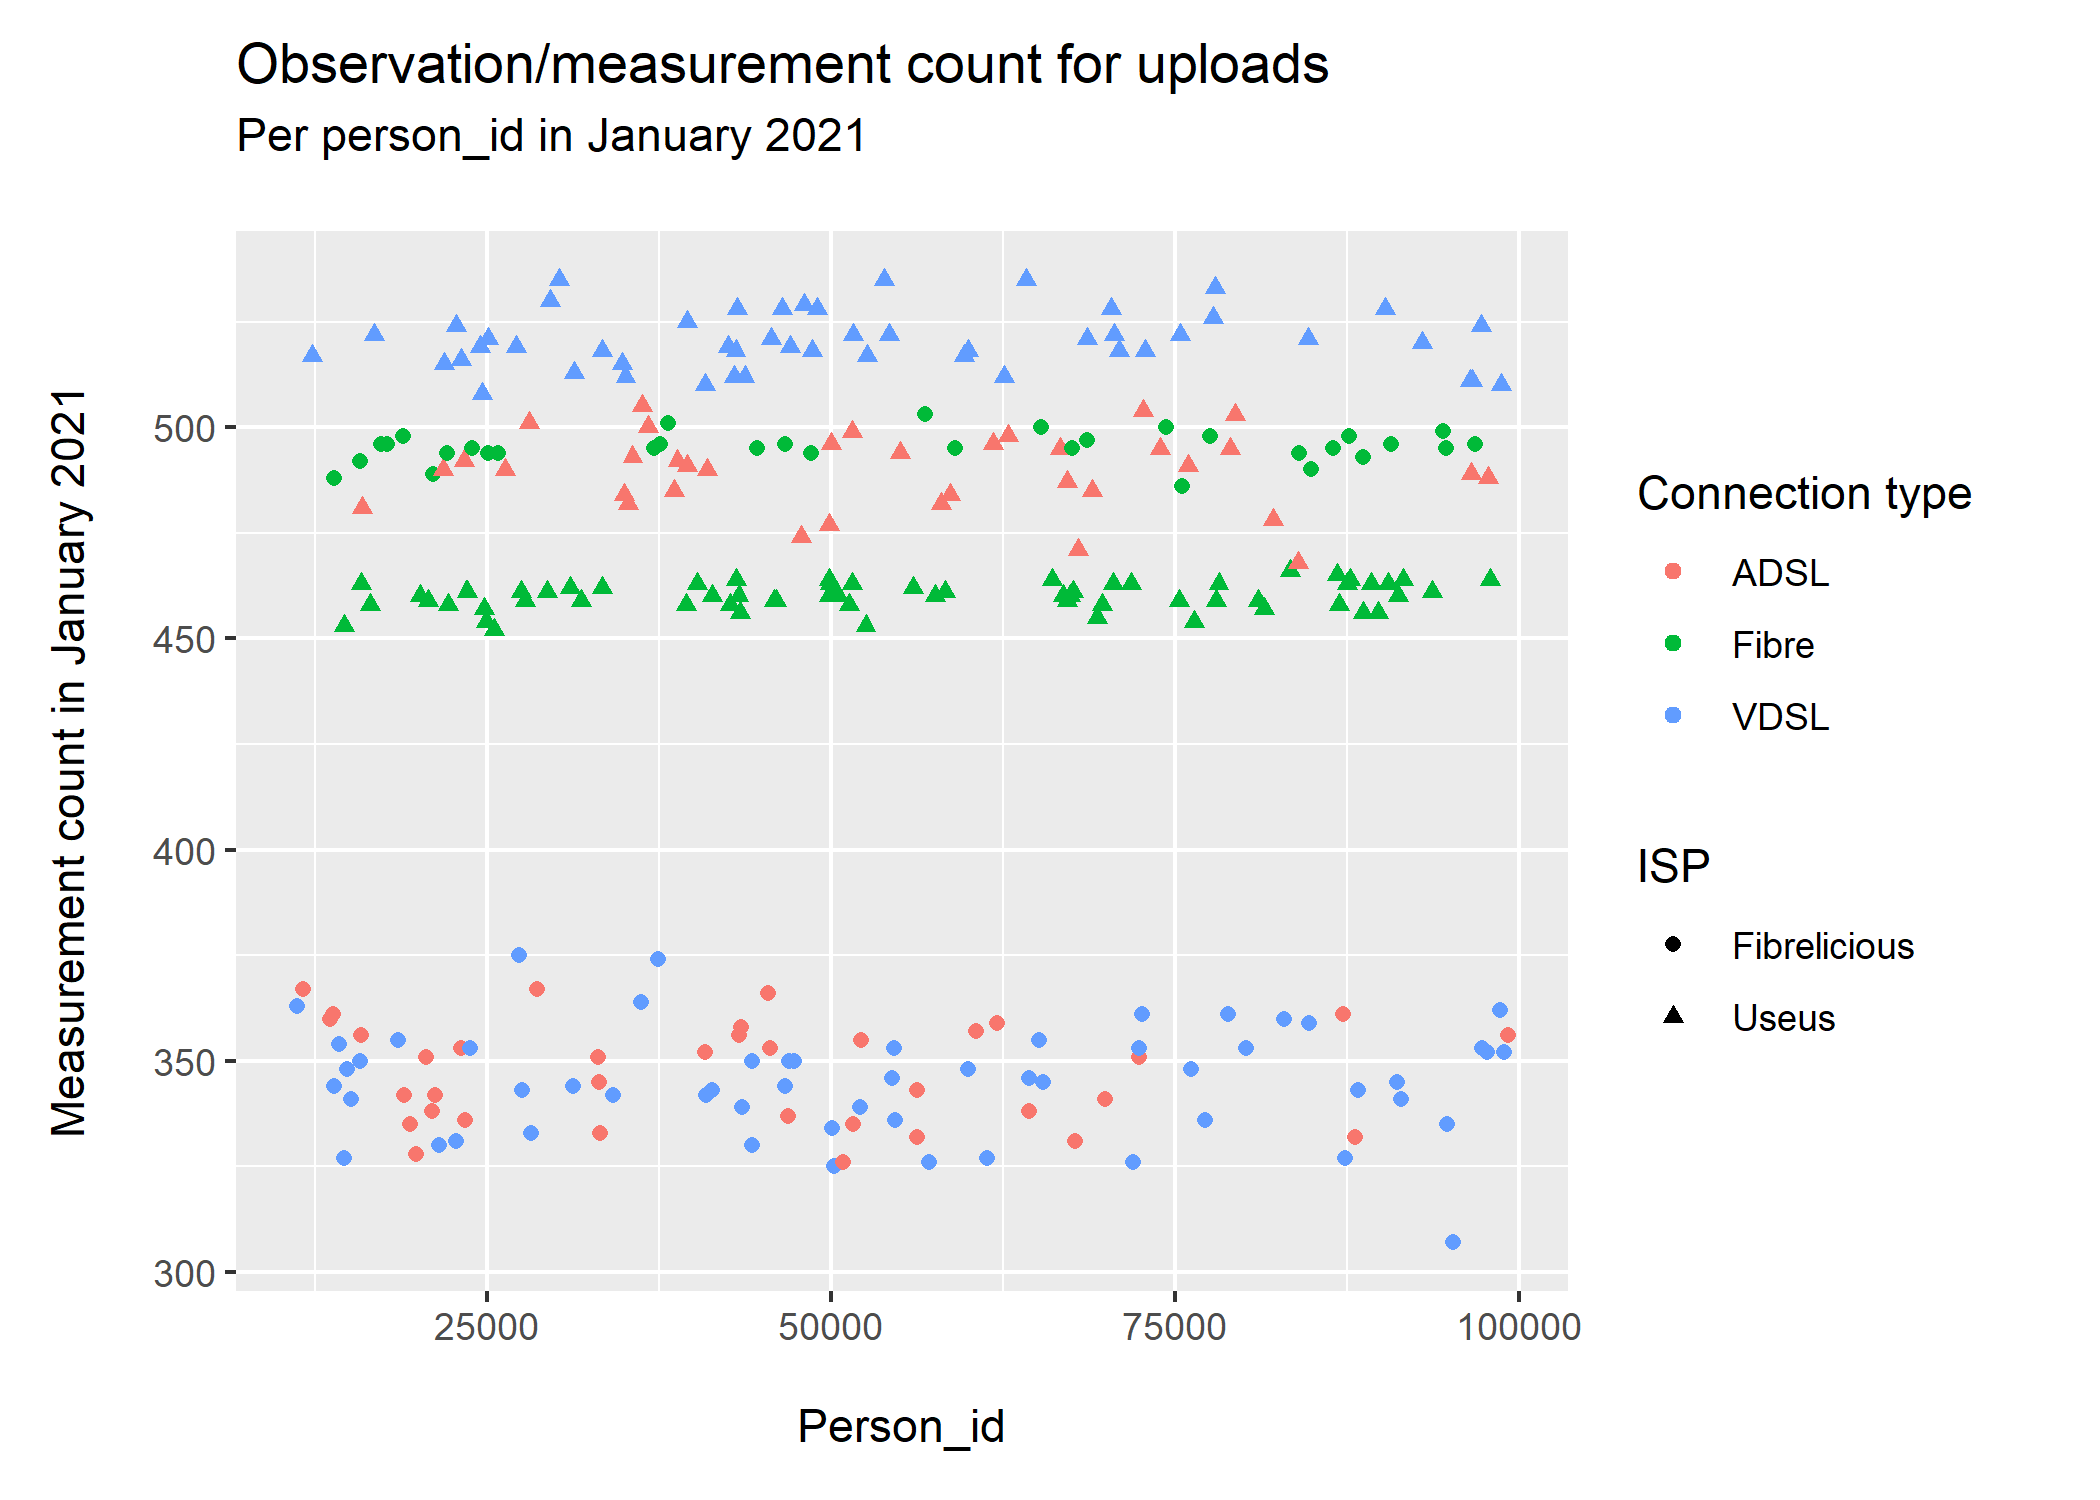 Observation/measurement count for uploads
Per person_id in January 2021
Measurement count in January 2021
500
450
400
350
300
25000 50000 75000 100000
Person_id
Connection type
ADSL
Fibre
VDSL
ISP
Fibrelicious
Useus